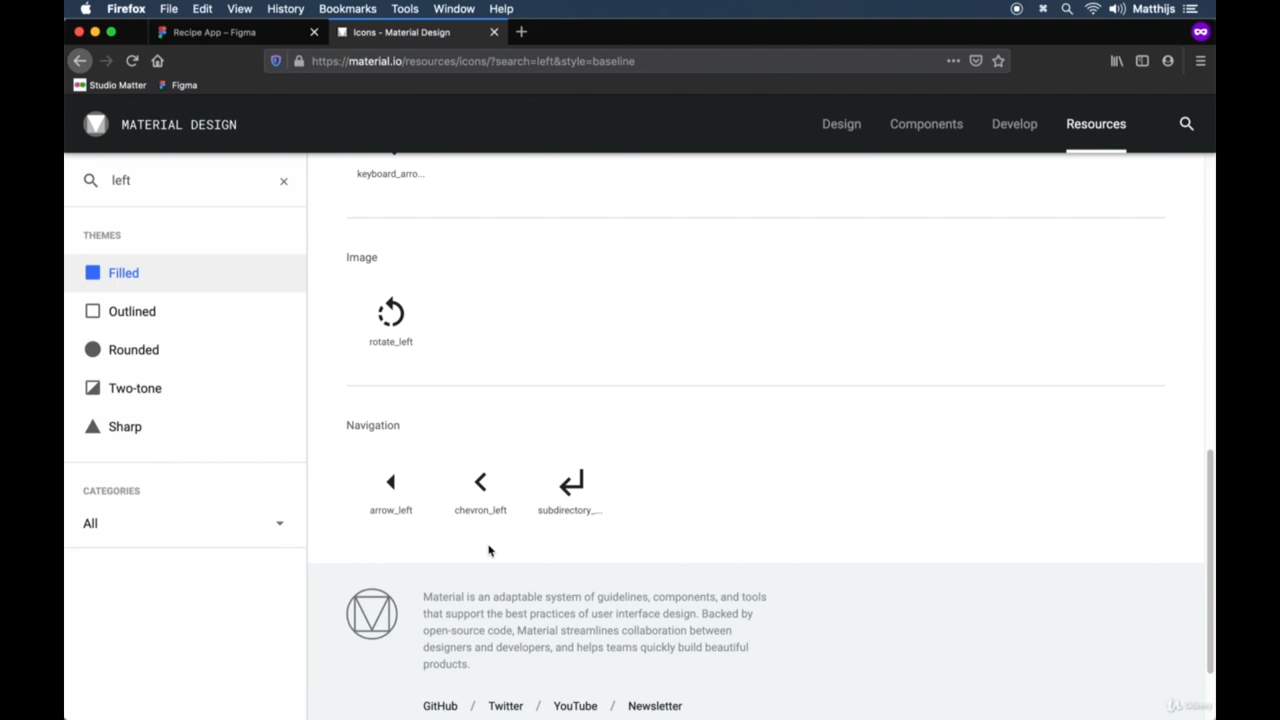 Firefox File Edit View History Bookmarks Tools Window Help Matthijs
Recipe App – Figma Icons - Material Design
https://material.io/resources/icons/?search=left&style=baseline
Studio Matter Figma
MATERIAL DESIGN Design Components Develop Resources
left
keyboard_arro...
THEMES
Image
Filled
Outlined
rotate_left
Rounded
Two-tone
Sharp
Navigation
CATEGORIES
arrow_left chevron_left subdirectory_...
All
Material is an adaptable system of guidelines, components, and tools
that support the best practices of user interface design. Backed by
open-source code, Material streamlines collaboration between
designers and developers, and helps teams quickly build beautiful
products.
GitHub / Twitter / YouTube / Newsletter
Udemy